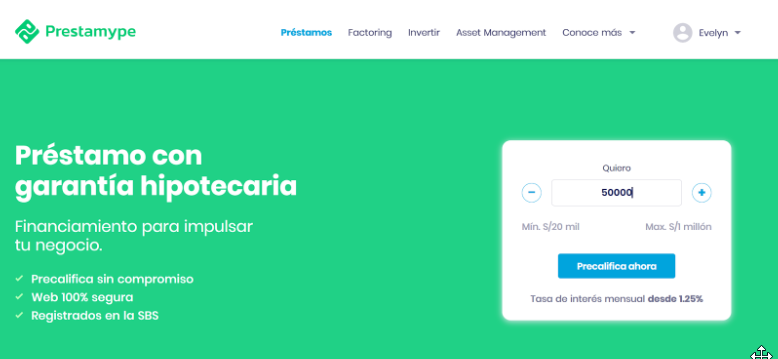 Prestamype
Préstamos Factoring Invertir Asset Management Conoce más Evelyn
Préstamo con
garantía hipotecaria
Financiamiento para impulsar
tu negocio.
Precalifica sin compromiso
Web 100% segura
Registrados en la SBS
Quiero
− 50000 +
Mín. S/20 mil Max. S/1 millón
Precalifica ahora
Tasa de interés mensual desde 1.25%